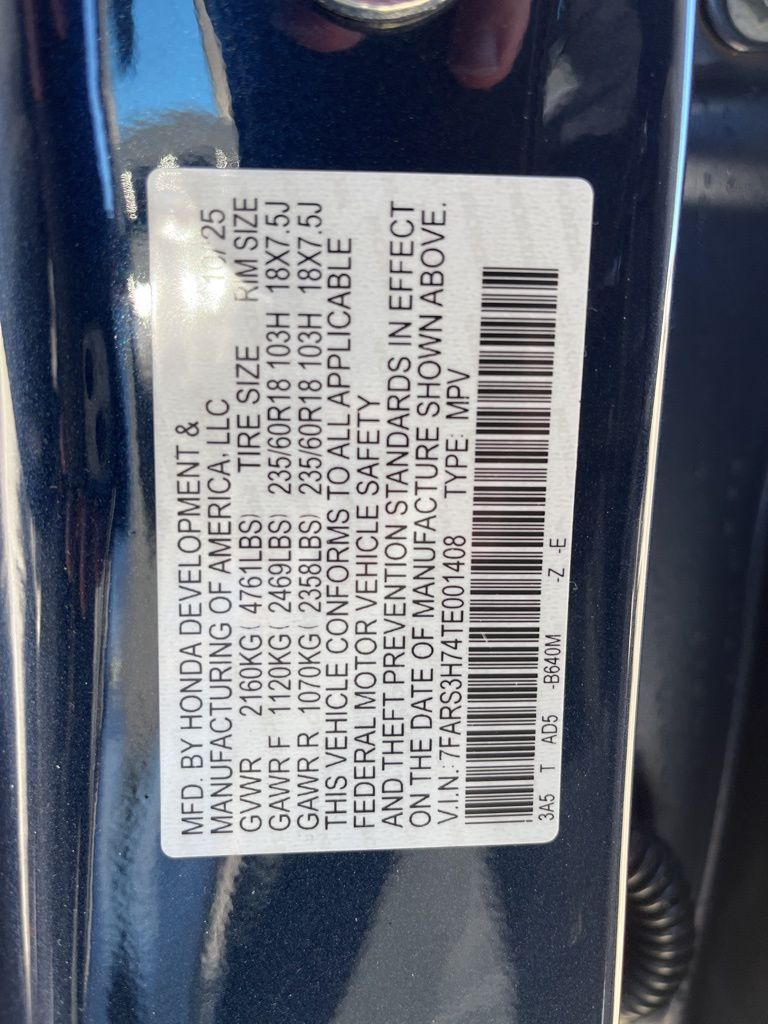 MFD. BY HONDA DEVELOPMENT &
MANUFACTURING OF AMERICA, LLC
GVWR 2160KG ( 4761LBS) TIRE SIZE RIM SIZE
GAWR F 1120KG ( 2469LBS) 235/60R18 103H 18X7.5J
GAWR R 1070KG ( 2358LBS) 235/60R18 103H 18X7.5J
THIS VEHICLE CONFORMS TO ALL APPLICABLE
FEDERAL MOTOR VEHICLE SAFETY
AND THEFT PREVENTION STANDARDS IN EFFECT
ON THE DATE OF MANUFACTURE SHOWN ABOVE.
V.I.N: 7FARS3H74TE001408 TYPE: MPV
3A5 T AD5 -B640M -Z -E